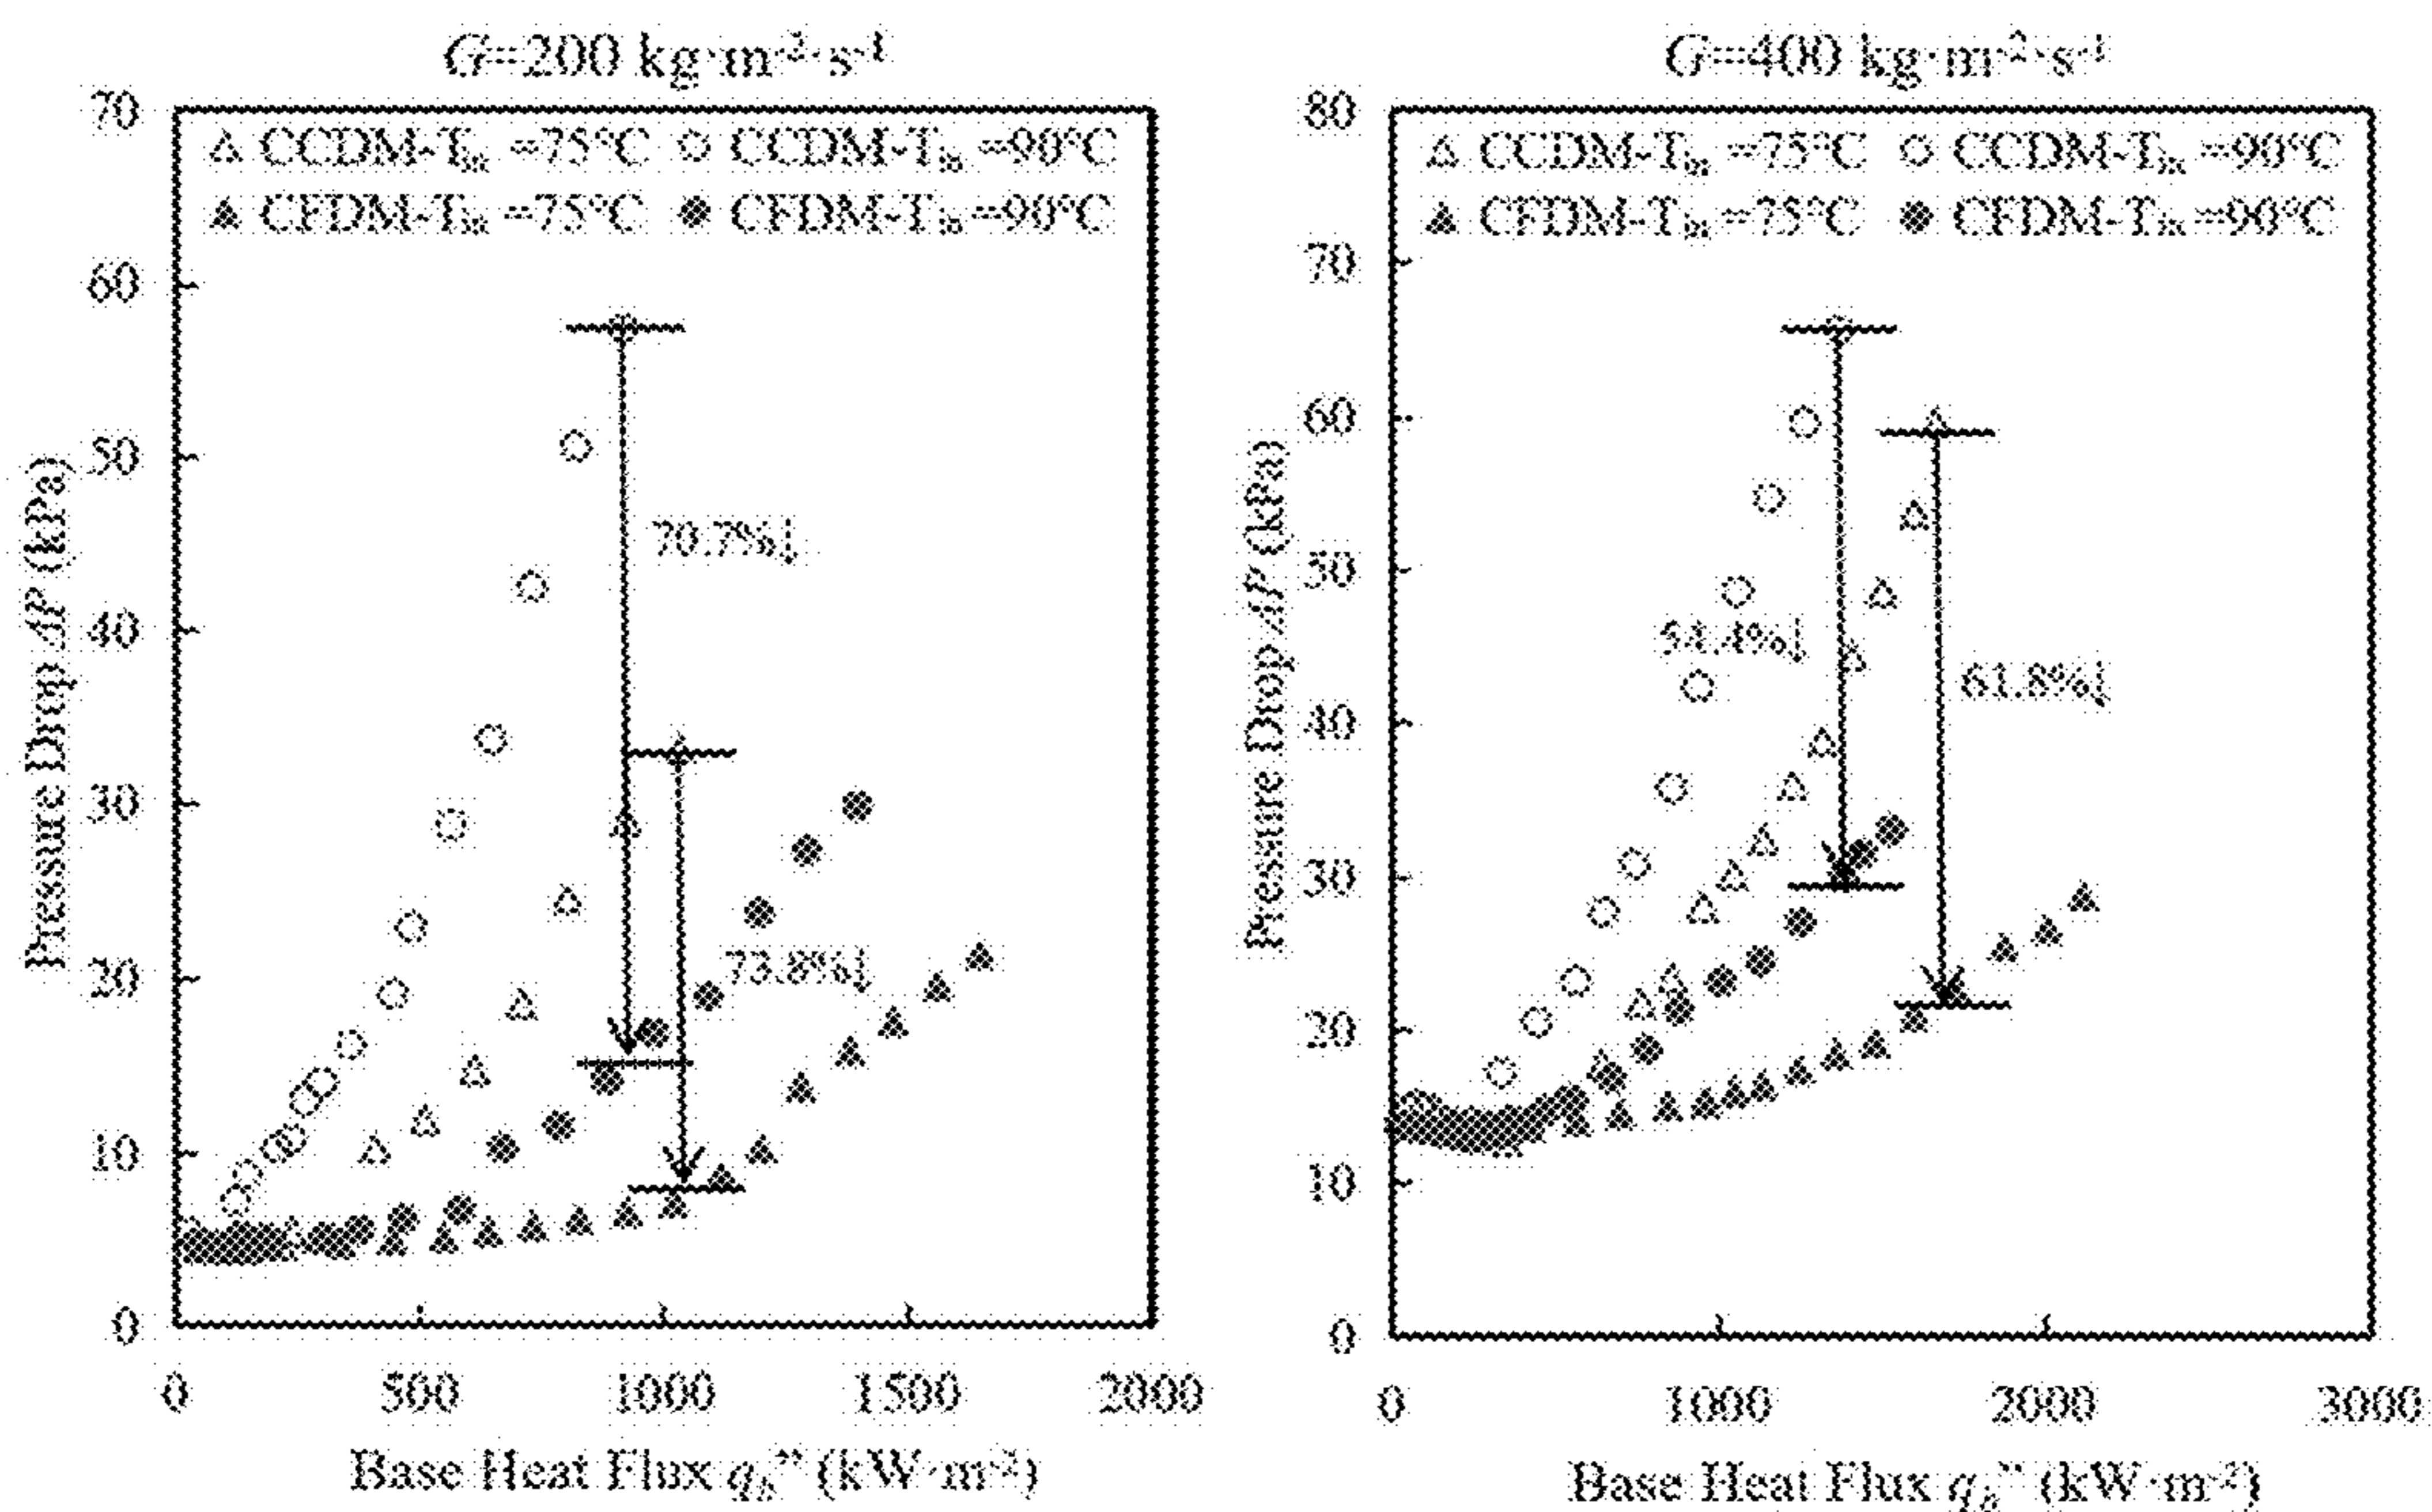 G=200 kg·m⁻²·s⁻¹
70
60
50
40
30
20
10
0
Pressure Drop ΔP (kPa)
△ CCDM-Tᵢₙ =75°C ○ CCDM-Tᵢₙ =90°C
▲ CFDM-Tᵢₙ =75°C ● CFDM-Tᵢₙ =90°C
70.7%↓
73.8%↓
0 500 1000 1500 2000
Base Heat Flux q_b" (kW·m⁻²)
G=400 kg·m⁻²·s⁻¹
80
70
60
50
40
30
20
10
0
Pressure Drop ΔP (kPa)
△ CCDM-Tᵢₙ =75°C ○ CCDM-Tᵢₙ =90°C
▲ CFDM-Tᵢₙ =75°C ● CFDM-Tᵢₙ =90°C
54.4%↓
61.8%↓
0 1000 2000 3000
Base Heat Flux q_b" (kW·m⁻²)